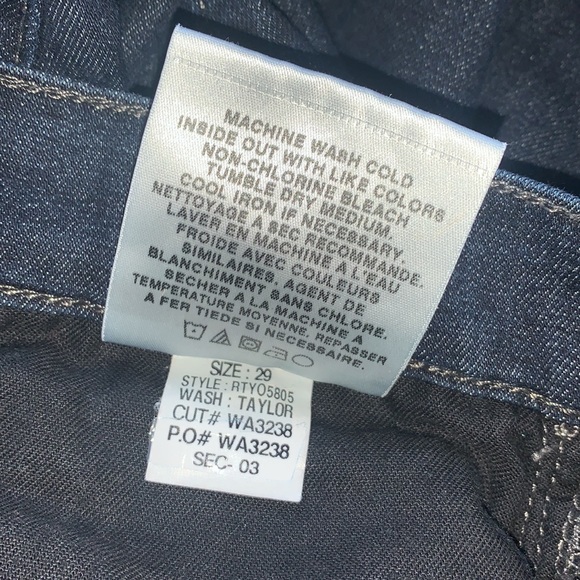 MACHINE WASH COLD
INSIDE OUT WITH LIKE COLORS
NON-CHLORINE BLEACH
TUMBLE DRY MEDIUM.
COOL IRON IF NECESSARY.
NETTOYAGE A SEC RECOMMANDEE.
LAVER EN MACHINE A L'EAU
FROIDE AVEC COULEURS
SIMILAIRES, AGENT DE
BLANCHIMENT SANS CHLORE.
SECHER A LA MACHINE A
TEMPERATURE MOYENNE. REPASSER
A FER TIEDE SI NECESSAIRE.
SIZE : 29
STYLE : RTYO5805
WASH : TAYLOR
CUT# WA3238
P.O# WA3238
SEC- 03